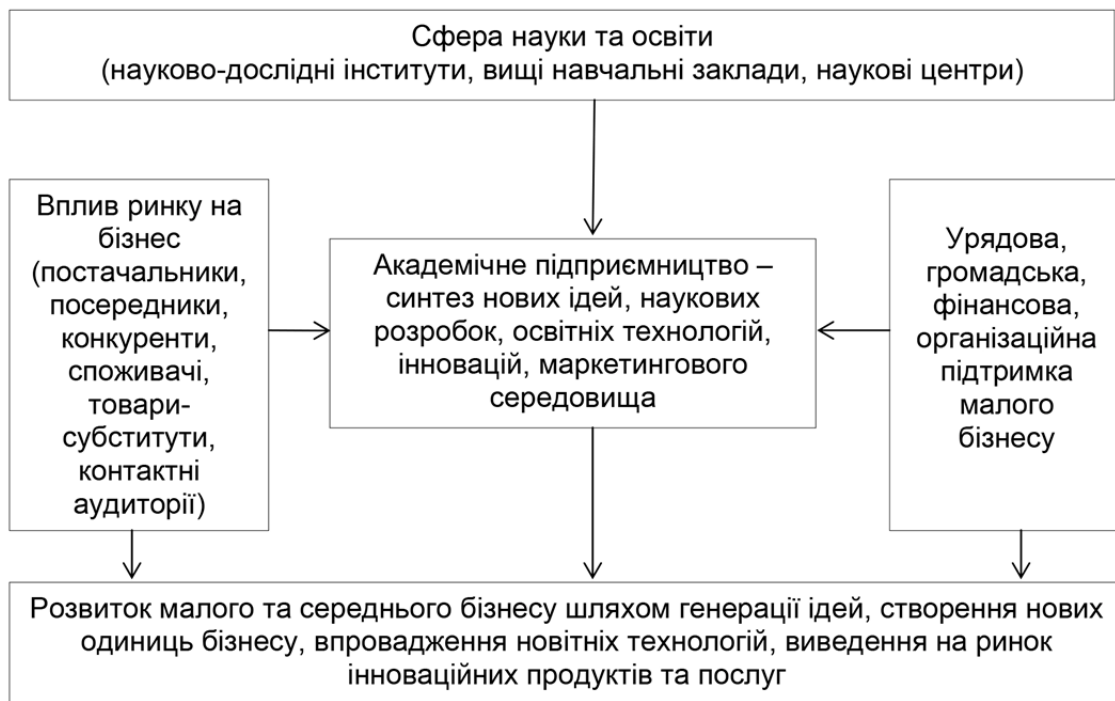 Сфера науки та освіти
(науково-дослідні інститути, вищі навчальні заклади, наукові центри)
Вплив ринку на
бізнес
(постачальники,
посередники,
конкуренти,
споживачі,
товари-
субститути,
контактні
аудиторії)
Академічне підприємництво –
синтез нових ідей, наукових
розробок, освітніх технологій,
інновацій, маркетингового
середовища
Урядова,
громадська,
фінансова,
організаційна
підтримка
малого
бізнесу
Розвиток малого та середнього бізнесу шляхом генерації ідей, створення нових
одиниць бізнесу, впровадження новітніх технологій, виведення на ринок
інноваційних продуктів та послуг